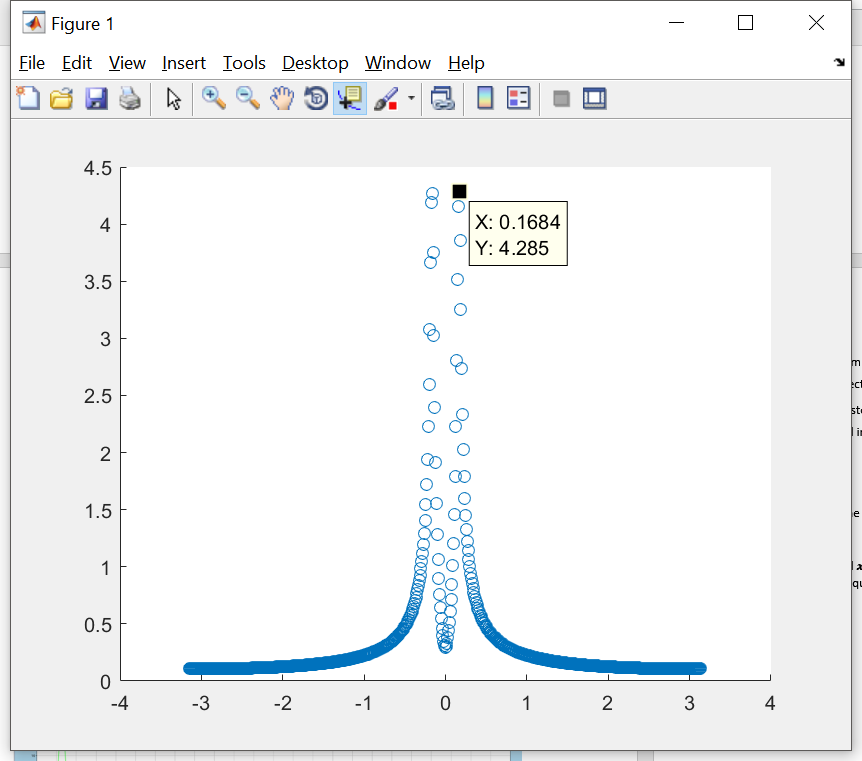 Figure 1
File Edit View Insert Tools Desktop Window Help
4.5
4
3.5
3
2.5
2
1.5
1
0.5
0
X: 0.1684
Y: 4.285
-4 -3 -2 -1 0 1 2 3 4